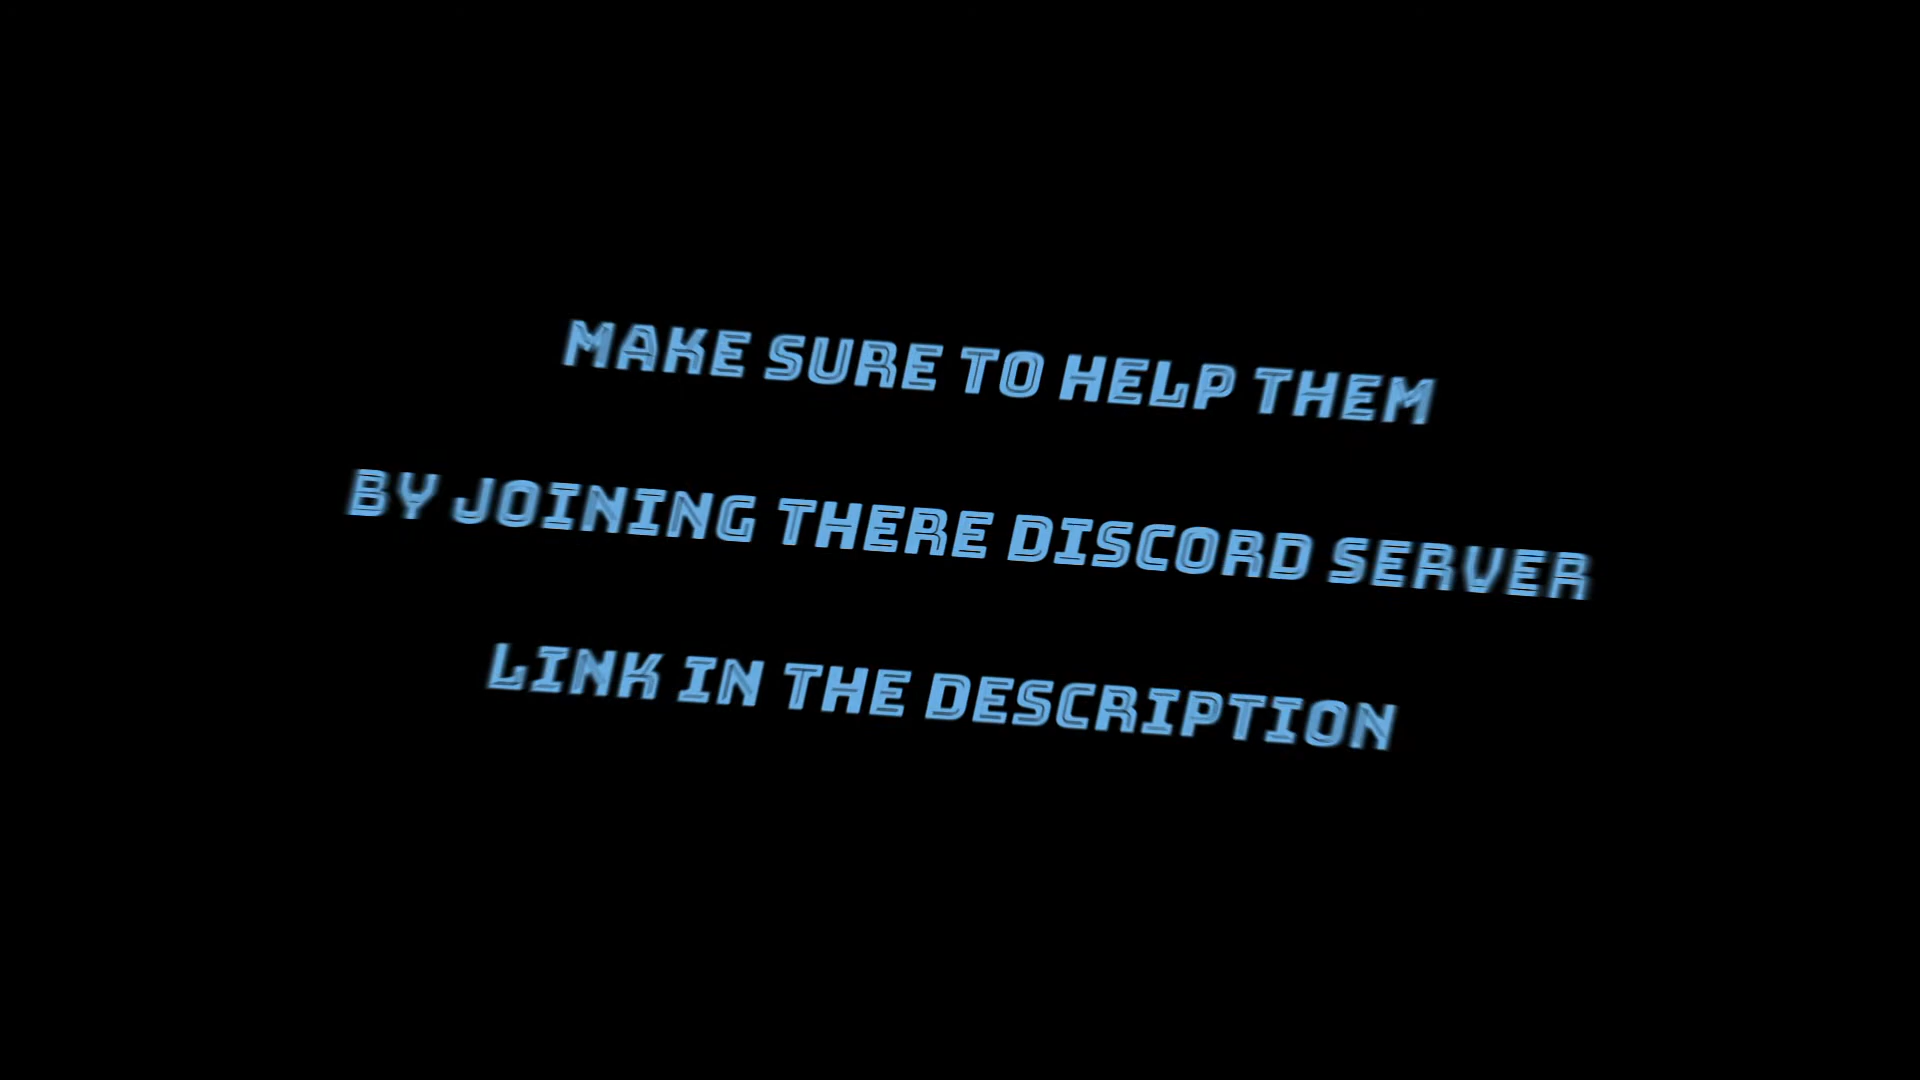 MAKE SURE TO HELP THEM
BY JOINING THERE DISCORD SERVER
LINK IN THE DESCRIPTION